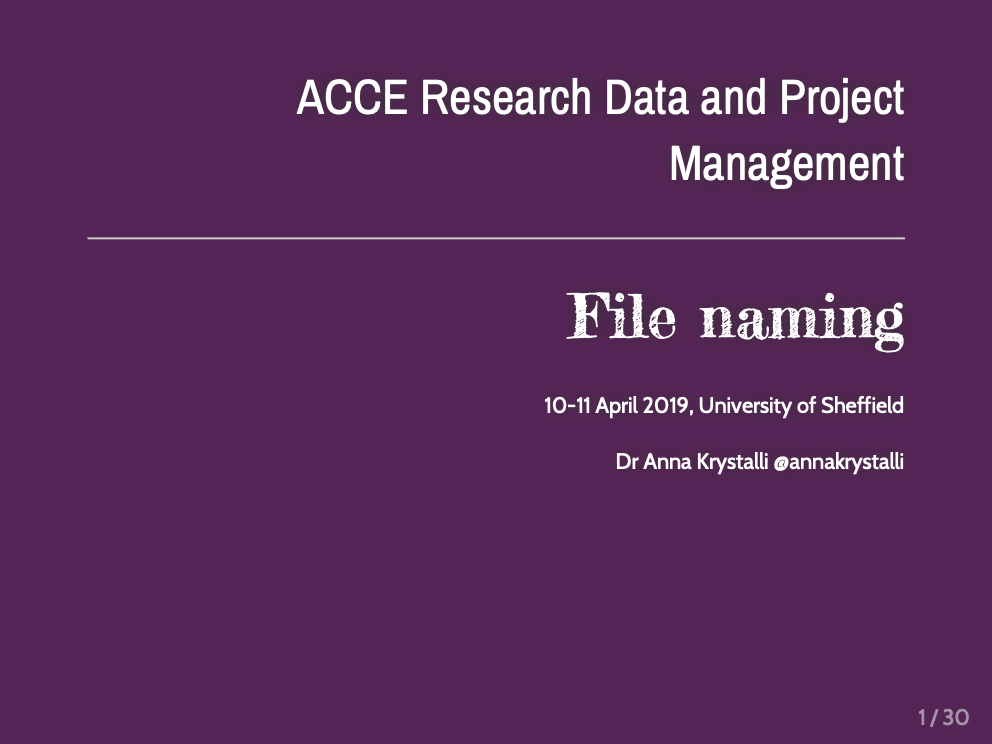 ACCE Research Data and Project
Management
File naming
10-11 April 2019, University of Sheffield
Dr Anna Krystalli @annakrystalli
1 / 30